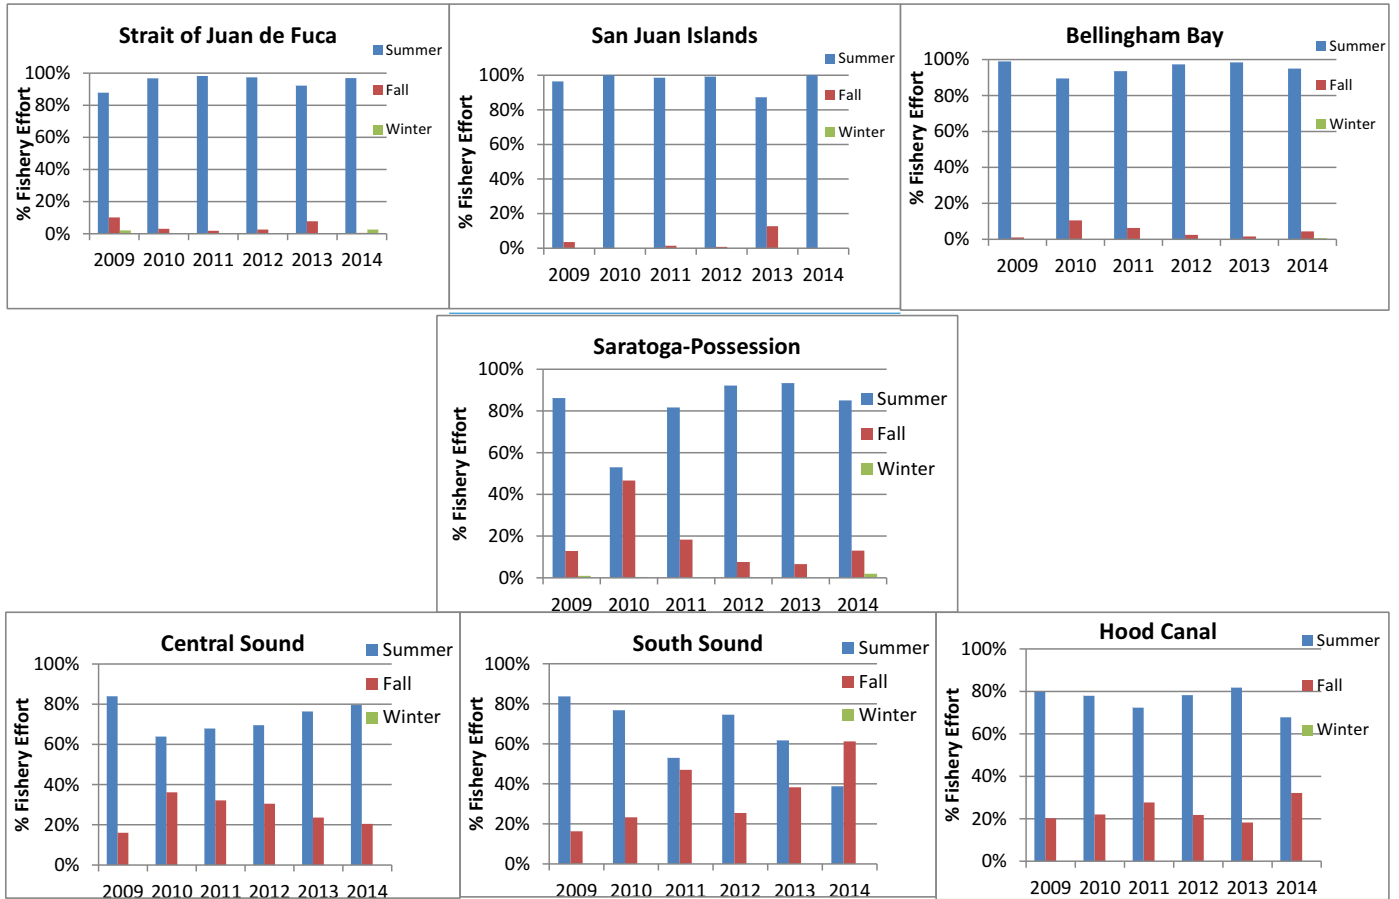 Strait of Juan de Fuca
Summer
Fall
Winter
% Fishery Effort
100%
80%
60%
40%
20%
0%
2009 2010 2011 2012 2013 2014
San Juan Islands
Summer
Fall
Winter
% Fishery Effort
100%
80%
60%
40%
20%
0%
2009 2010 2011 2012 2013 2014
Bellingham Bay
Summer
Fall
Winter
% Fishery Effort
100%
80%
60%
40%
20%
0%
2009 2010 2011 2012 2013 2014
Saratoga-Possession
Summer
Fall
Winter
% Fishery Effort
100%
80%
60%
40%
20%
0%
2009 2010 2011 2012 2013 2014
Central Sound
Summer
Fall
Winter
% Fishery Effort
100%
80%
60%
40%
20%
0%
2009 2010 2011 2012 2013 2014
South Sound
Summer
Fall
Winter
% Fishery Effort
100%
80%
60%
40%
20%
0%
2009 2010 2011 2012 2013 2014
Hood Canal
Summer
Fall
Winter
% Fishery Effort
100%
80%
60%
40%
20%
0%
2009 2010 2011 2012 2013 2014